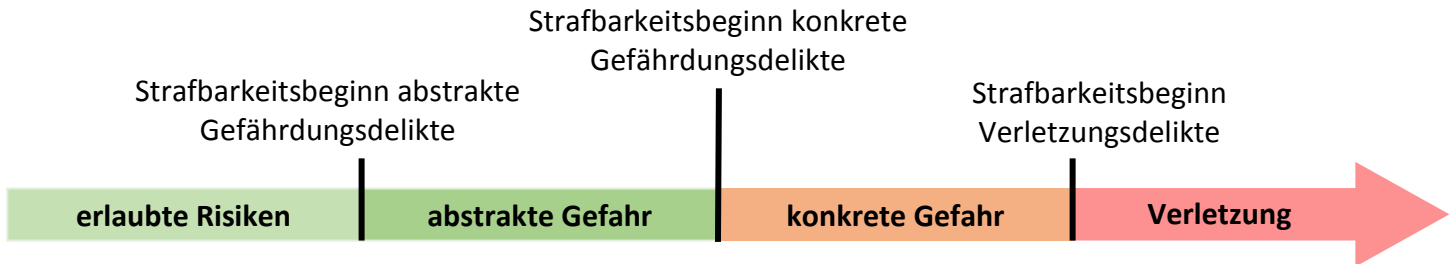 Strafbarkeitsbeginn konkrete
Gefährdungsdelikte
Strafbarkeitsbeginn abstrakte
Gefährdungsdelikte
Strafbarkeitsbeginn
Verletzungsdelikte
erlaubte Risiken
abstrakte Gefahr
konkrete Gefahr
Verletzung